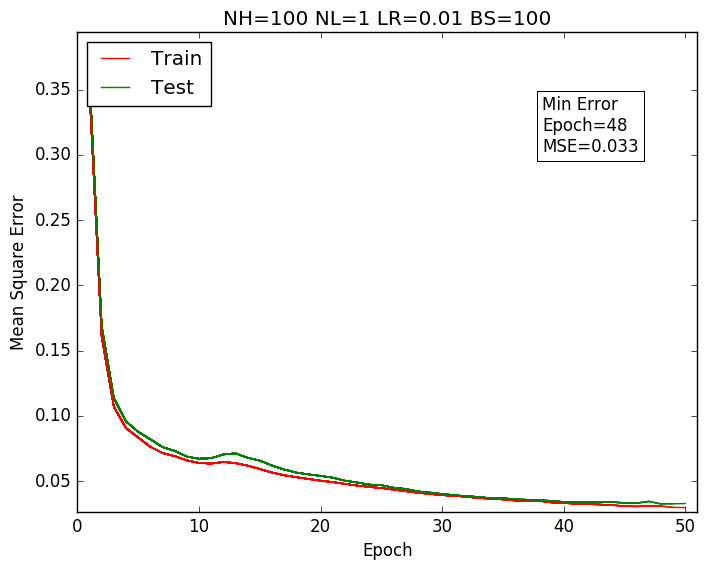 NH=100 NL=1 LR=0.01 BS=100
Train
Test
Min Error
Epoch=48
MSE=0.033
Mean Square Error
0.35
0.30
0.25
0.20
0.15
0.10
0.05
0 10 20 30 40 50
Epoch